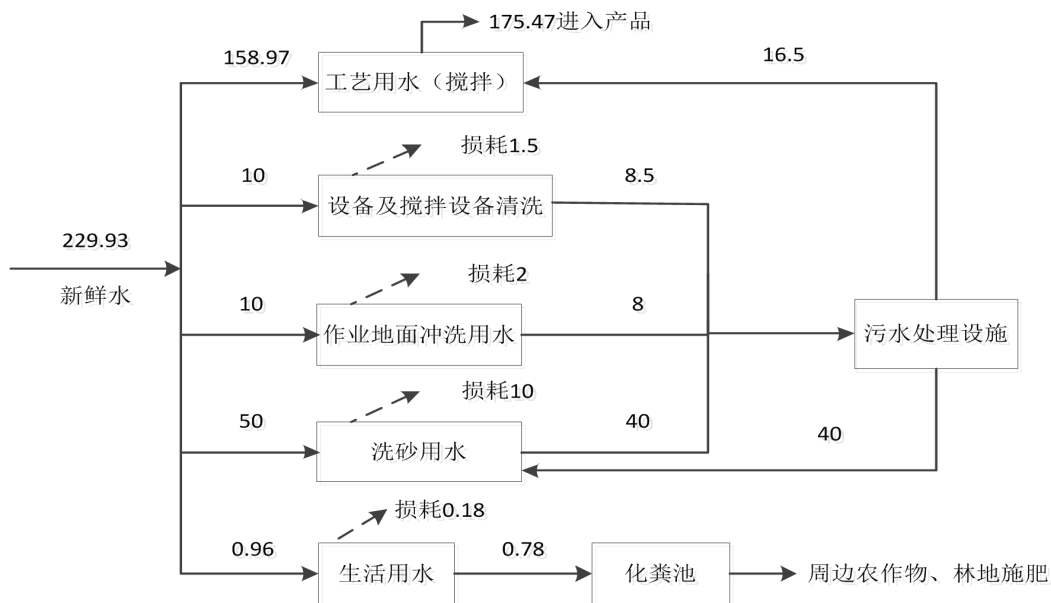 175.47进入产品
158.97
16.5
工艺用水（搅拌）
损耗1.5
10
8.5
设备及搅拌设备清洗
229.93
新鲜水
损耗2
10
8
作业地面冲洗用水
污水处理设施
损耗10
50
40
40
洗砂用水
损耗0.18
0.96
0.78
生活用水
化粪池
周边农作物、林地施肥